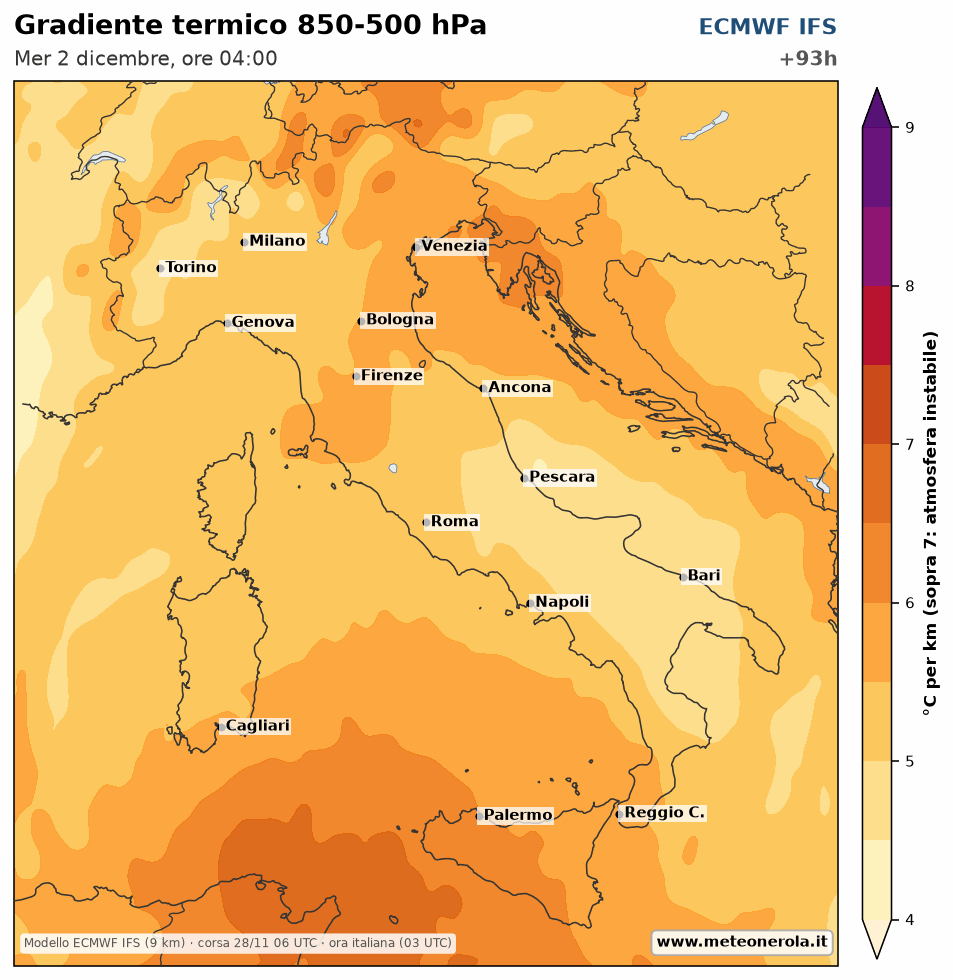 Gradiente termico 850-500 hPa
ECMWF IFS
Mer 2 dicembre, ore 04:00
+93h
Milano
Venezia
Torino
Genova
Bologna
Firenze
Ancona
Pescara
Roma
Bari
Napoli
Cagliari
Palermo
Reggio C.
9
8
7
6
5
4
°C per km (sopra 7: atmosfera instabile)
Modello ECMWF IFS (9 km) · corsa 28/11 06 UTC · ora italiana (03 UTC)
www.meteonerola.it